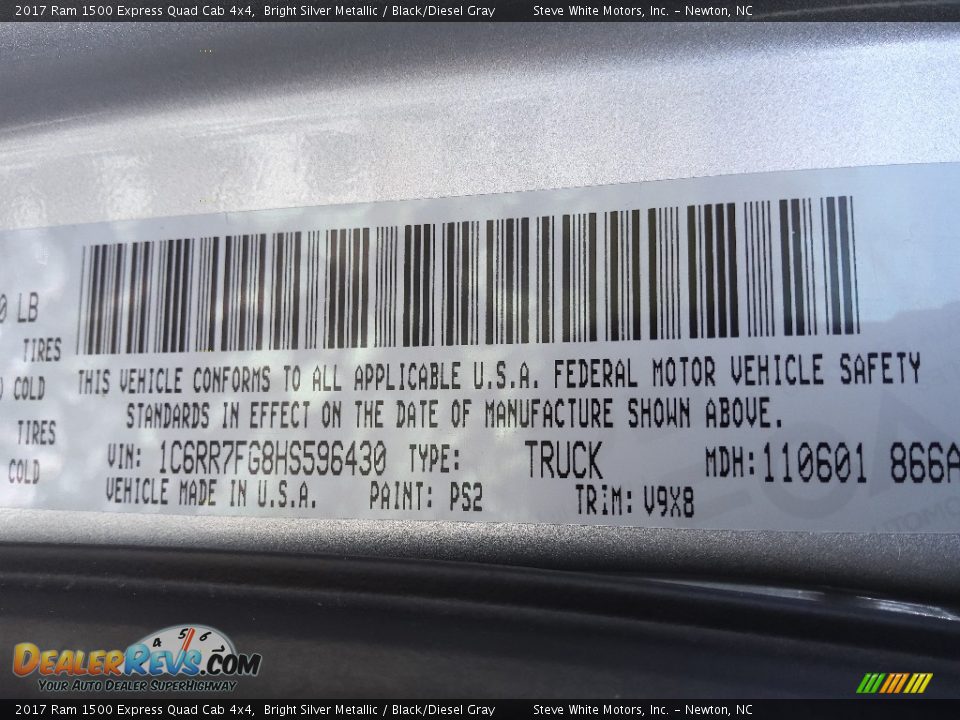 2017 Ram 1500 Express Quad Cab 4x4, Bright Silver Metallic / Black/Diesel Gray Steve White Motors, Inc. - Newton, NC
0 LB
TIRES
COLD
TIRES
COLD
THIS VEHICLE CONFORMS TO ALL APPLICABLE U.S.A. FEDERAL MOTOR VEHICLE SAFETY
STANDARDS IN EFFECT ON THE DATE OF MANUFACTURE SHOWN ABOVE.
VIN: 1C6RR7FG8HS596430 TYPE: TRUCK MDH: 110601 866A
VEHICLE MADE IN U.S.A. PAINT: PS2 TRIM: V9X8
4 5 6
DEALERREVS.COM
YOUR AUTO DEALER SUPERHIGHWAY
2017 Ram 1500 Express Quad Cab 4x4, Bright Silver Metallic / Black/Diesel Gray Steve White Motors, Inc. - Newton, NC